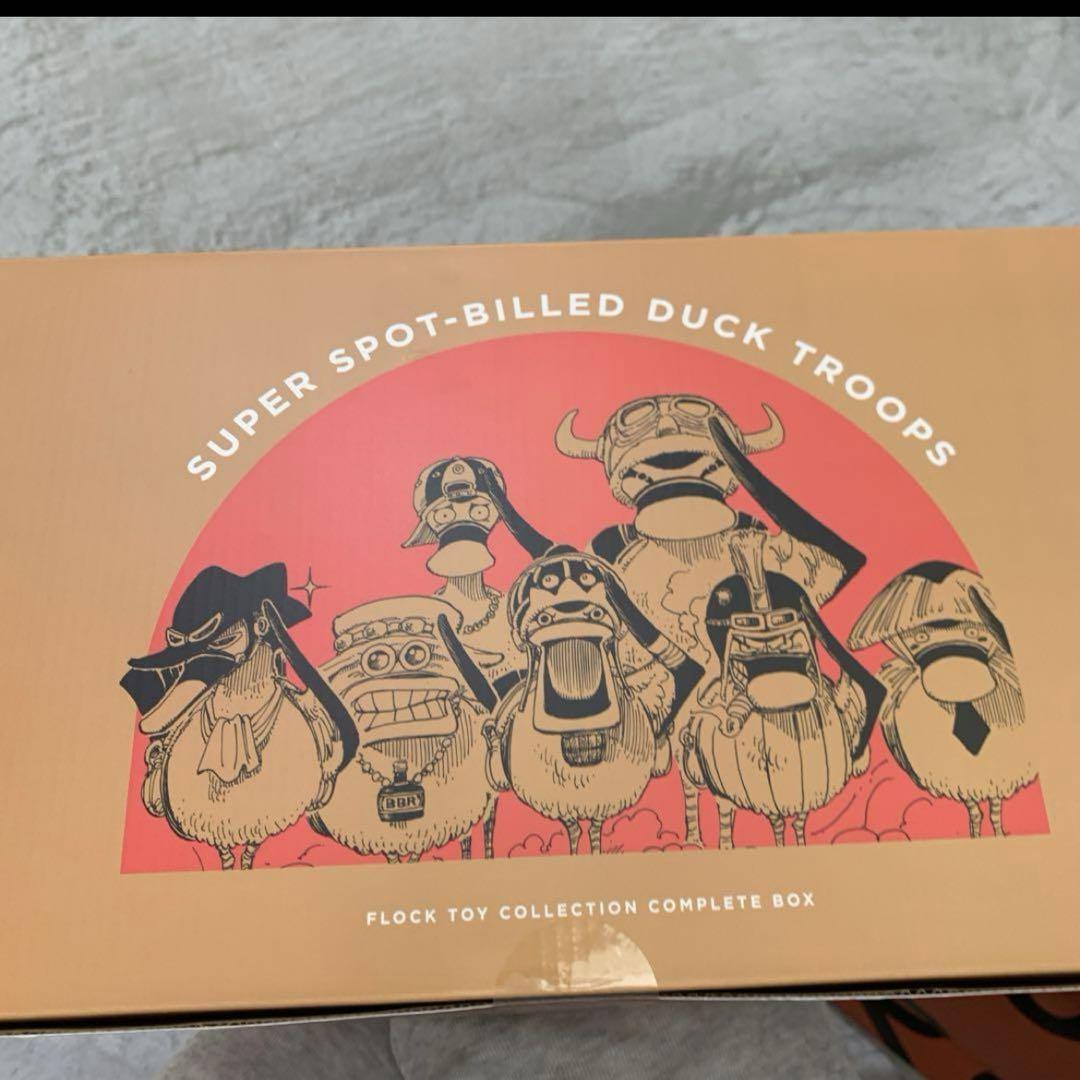 SUPER SPOT-BILLED DUCK TROOPS
BBR
FLOCK TOY COLLECTION COMPLETE BOX